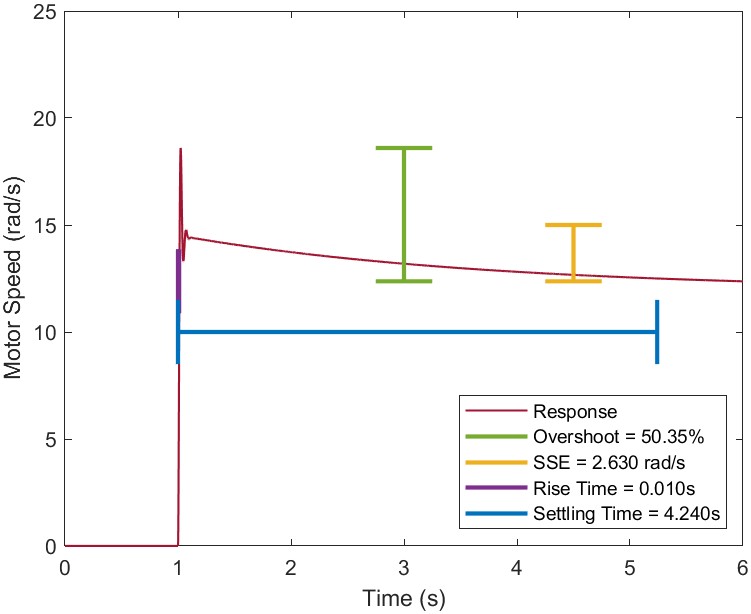 25
20
15
10
5
0
0 1 2 3 4 5 6
Motor Speed (rad/s)
Time (s)
Response
Overshoot = 50.35%
SSE = 2.630 rad/s
Rise Time = 0.010s
Settling Time = 4.240s